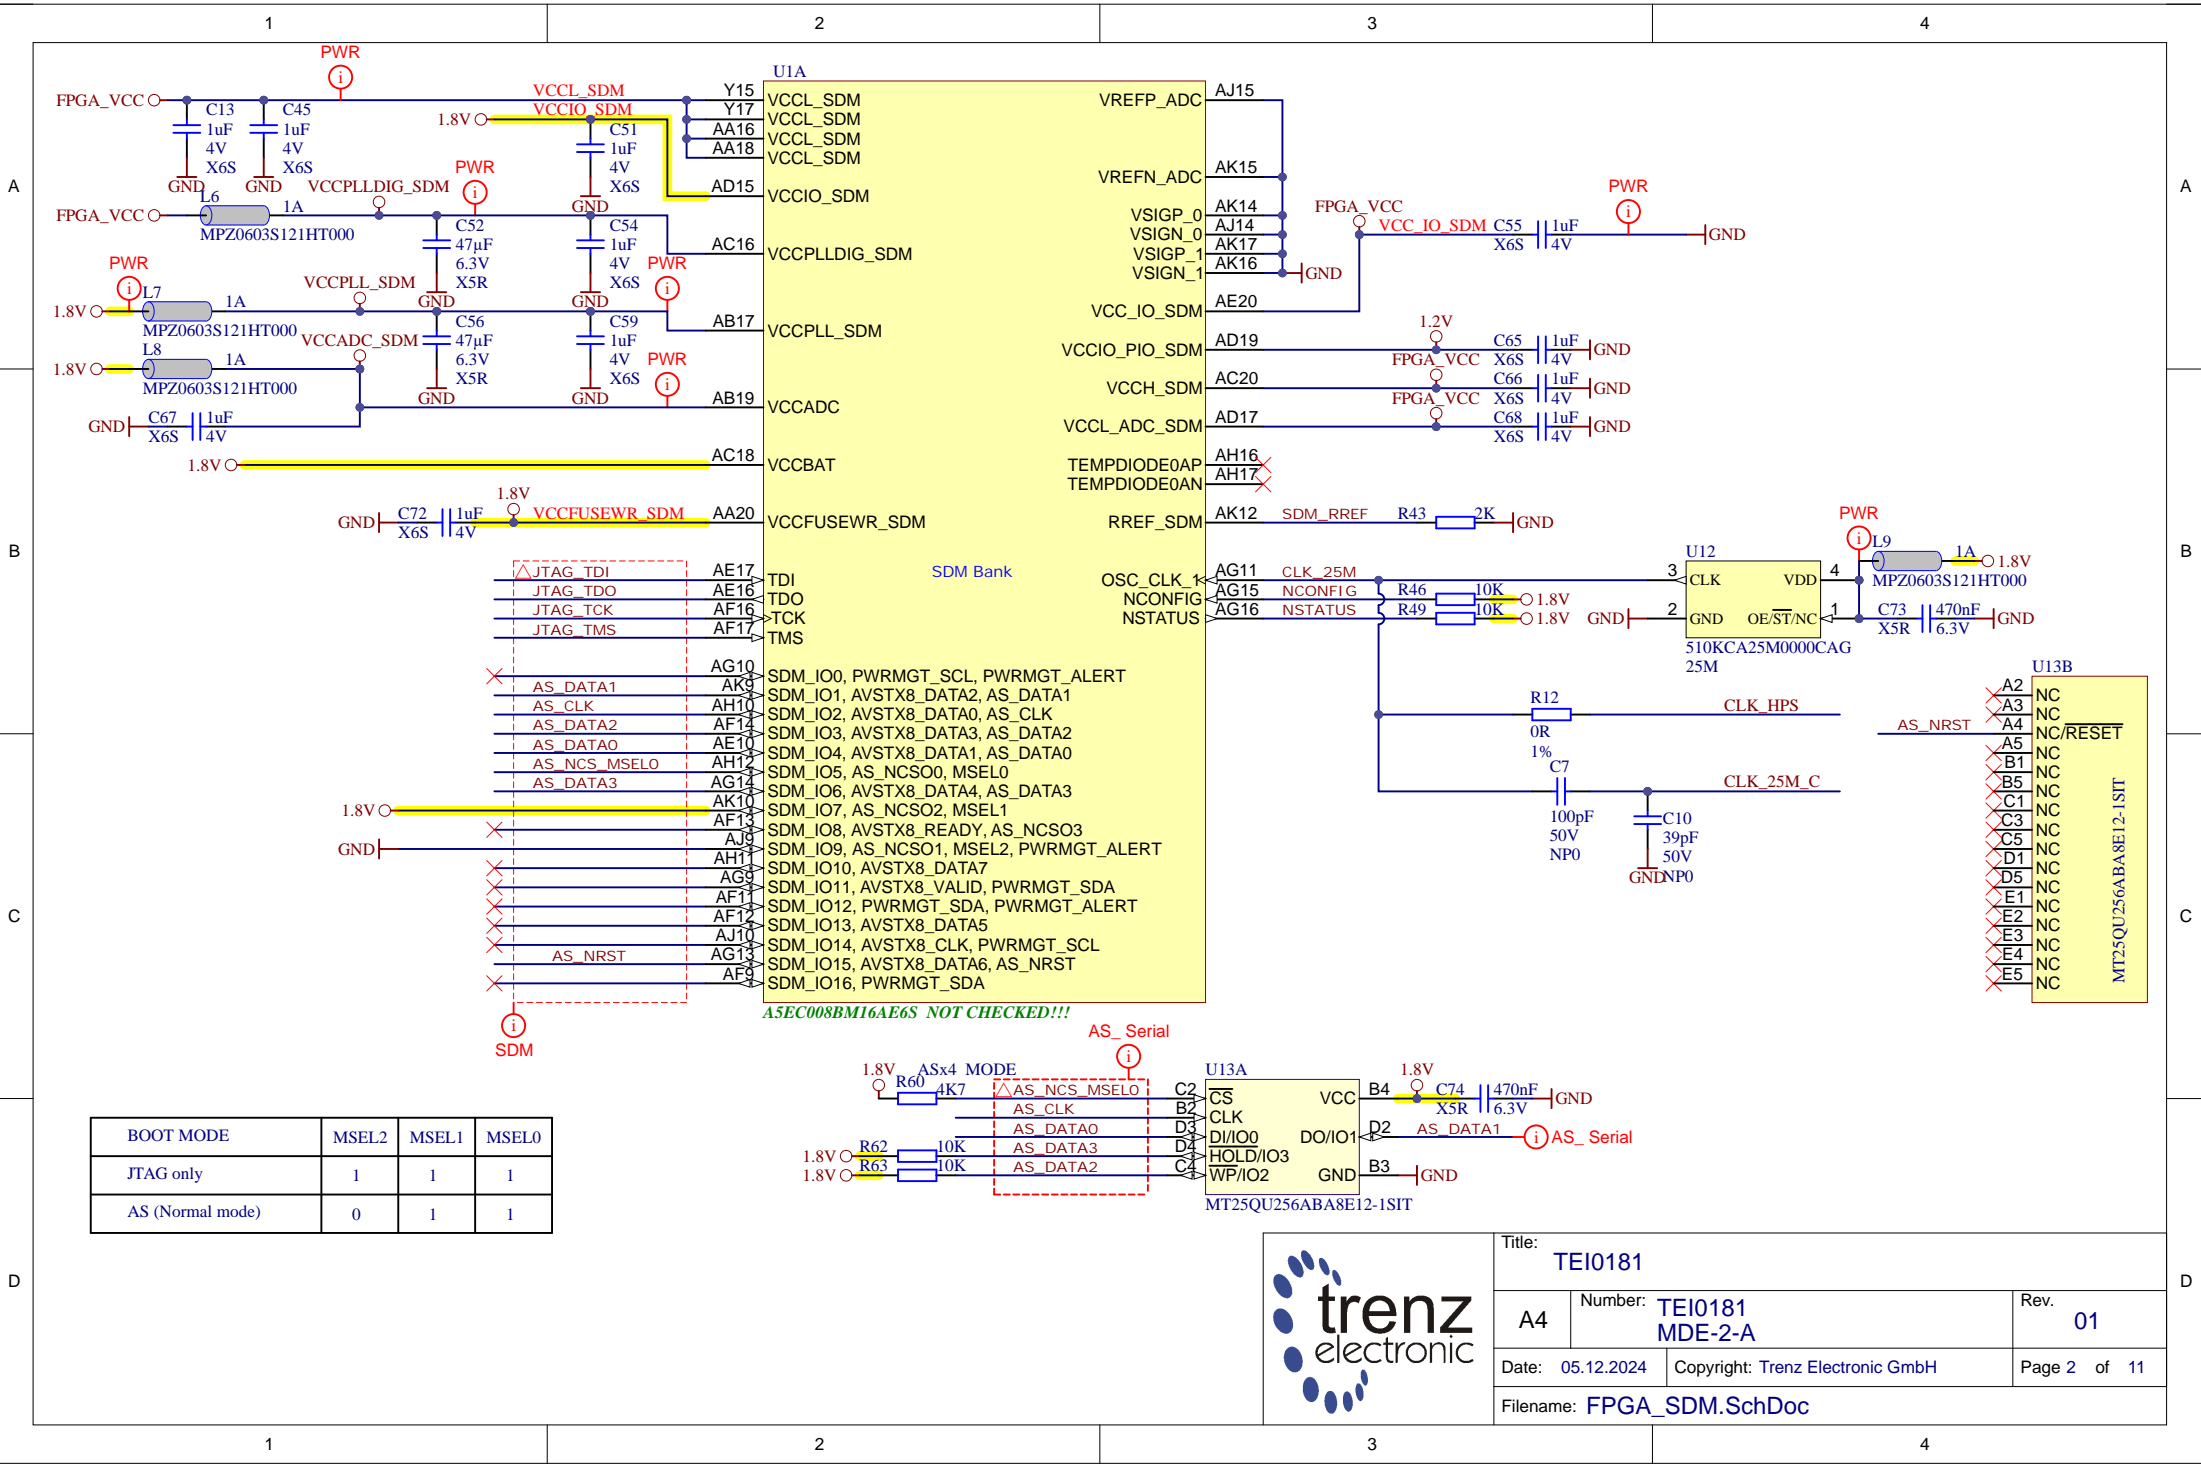 1 2 3 4
A A
B B
C C
D D
PWR
FPGA_VCC
C13
1uF
4V
X6S
GND
C45
1uF
4V
X6S
GND
VCCL_SDM
VCCIO_SDM
1.8V
C51
1uF
4V
X6S
GND
FPGA_VCC
L6
1A
MPZ0603S121HT000
VCCPLLDIG_SDM
PWR
C52
47µF
6.3V
X5R
GND
C54
1uF
4V
X6S
GND
PWR
1.8V
L7
1A
MPZ0603S121HT000
VCCPLL_SDM
PWR
C56
47µF
6.3V
X5R
GND
C59
1uF
4V
X6S
GND
1.8V
L8
1A
MPZ0603S121HT000
VCCADC_SDM
PWR
GND
C67
X6S
1uF
4V
1.8V
GND
C72
X6S
1uF
4V
1.8V
VCCFUSEWR_SDM
U1A
Y15 VCCL_SDM
Y17 VCCL_SDM
AA16 VCCL_SDM
AA18 VCCL_SDM
AD15 VCCIO_SDM
AC16 VCCPLLDIG_SDM
AB17 VCCPLL_SDM
AB19 VCCADC
AC18 VCCBAT
AA20 VCCFUSEWR_SDM
SDM Bank
JTAG_TDI AE17 TDI
JTAG_TDO AE16 TDO
JTAG_TCK AF16 TCK
JTAG_TMS AF17 TMS
AG10 SDM_IO0, PWRMGT_SCL, PWRMGT_ALERT
AS_DATA1 AK9 SDM_IO1, AVSTX8_DATA2, AS_DATA1
AS_CLK AH10 SDM_IO2, AVSTX8_DATA0, AS_CLK
AS_DATA2 AF14 SDM_IO3, AVSTX8_DATA3, AS_DATA2
AS_DATA0 AE10 SDM_IO4, AVSTX8_DATA1, AS_DATA0
AS_NCS_MSEL0 AH12 SDM_IO5, AS_NCSO0, MSEL0
AS_DATA3 AG14 SDM_IO6, AVSTX8_DATA4, AS_DATA3
1.8V AK10 SDM_IO7, AS_NCSO2, MSEL1
AF13 SDM_IO8, AVSTX8_READY, AS_NCSO3
GND AJ9 SDM_IO9, AS_NCSO1, MSEL2, PWRMGT_ALERT
AH11 SDM_IO10, AVSTX8_DATA7
AG9 SDM_IO11, AVSTX8_VALID, PWRMGT_SDA
AF11 SDM_IO12, PWRMGT_SDA, PWRMGT_ALERT
AF12 SDM_IO13, AVSTX8_DATA5
AJ10 SDM_IO14, AVSTX8_CLK, PWRMGT_SCL
AS_NRST AG13 SDM_IO15, AVSTX8_DATA6, AS_NRST
AF9 SDM_IO16, PWRMGT_SDA
SDM
A5EC008BM16AE6S NOT CHECKED!!!
VREFP_ADC AJ15
VREFN_ADC AK15
VSIGP_0 AK14
VSIGN_0 AJ14
VSIGP_1 AK17
VSIGN_1 AK16 GND
VCC_IO_SDM AE20
VCCIO_PIO_SDM AD19
VCCH_SDM AC20
VCCL_ADC_SDM AD17
TEMPDIODE0AP AH16
TEMPDIODE0AN AH17
RREF_SDM AK12 SDM_RREF R43 2K GND
OSC_CLK_1 AG11 CLK_25M
NCONFIG AG15 NCONFIG R46 10K 1.8V
NSTATUS AG16 NSTATUS R49 10K 1.8V
FPGA_VCC
VCC_IO_SDM
C55
X6S
1uF
4V
PWR
GND
1.2V
C65
X6S
1uF
4V
GND
FPGA_VCC
C66
X6S
1uF
4V
GND
FPGA_VCC
C68
X6S
1uF
4V
GND
U12
3 CLK VDD 4
GND 2 GND OE/ST/NC 1
510KCA25M0000CAG
25M
PWR
L9
1A
1.8V
MPZ0603S121HT000
C73
X5R
470nF
6.3V
GND
R12
0R
1%
CLK_HPS
C7
100pF
50V
NP0
CLK_25M_C
C10
39pF
50V
NP0
GND
U13B
A2 NC
A3 NC
AS_NRST A4 NC/RESET
A5 NC
B1 NC
B5 NC
C1 NC
C3 NC
C5 NC
D1 NC
D5 NC
E1 NC
E2 NC
E3 NC
E4 NC
E5 NC
MT25QU256ABA8E12-1SIT
AS_ Serial
1.8V
R60
4K7
ASx4 MODE
U13A
AS_NCS_MSEL0 C2 CS
AS_CLK B2 CLK
AS_DATA0 D3 DI/IO0
1.8V R62 10K AS_DATA3 D4 HOLD/IO3
1.8V R63 10K AS_DATA2 C4 WP/IO2
VCC B4
1.8V
C74
X5R
470nF
6.3V
GND
DO/IO1 D2 AS_DATA1 AS_ Serial
GND B3 GND
MT25QU256ABA8E12-1SIT
BOOT MODE MSEL2 MSEL1 MSEL0
JTAG only 1 1 1
AS (Normal mode) 0 1 1
trenz
electronic
Title:
TEI0181
A4
Number: TEI0181
MDE-2-A
Rev.
01
Date: 05.12.2024
Copyright: Trenz Electronic GmbH
Page 2 of 11
Filename: FPGA_SDM.SchDoc
1 2 3 4